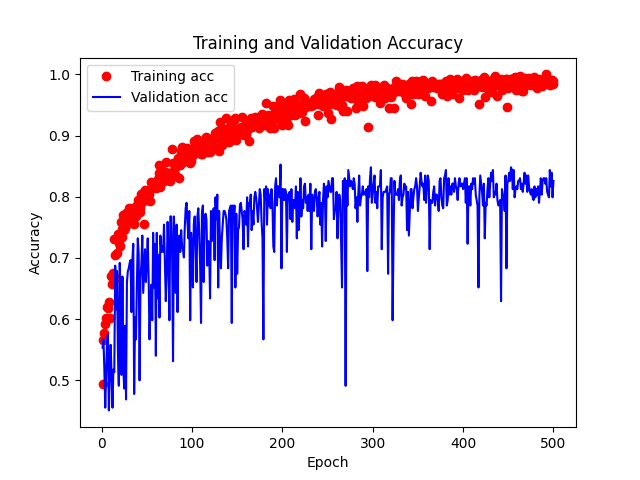 Training and Validation Accuracy
Training acc
Validation acc
1.0
0.9
0.8
0.7
0.6
0.5
Accuracy
0
100
200
300
400
500
Epoch